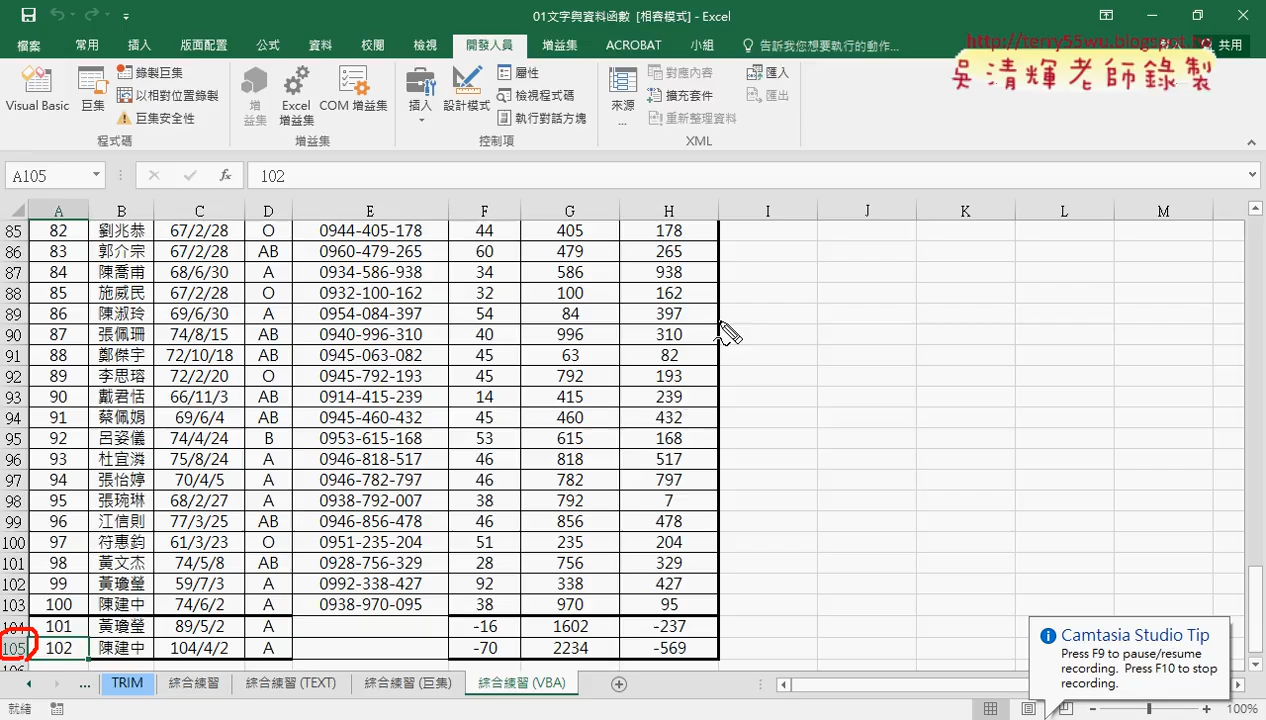 01文字與資料函數 [相容模式] - Excel
http://terry55wu.blogspot.t
吳清輝老師錄製
檔案 常用 插入 版面配置 公式 資料 校閱 檢視 開發人員 增益集 ACROBAT 小組 告訴我您想要執行的動作... 共用
Visual Basic 巨集 錄製巨集 以相對位置錄製 巨集安全性
增益集 Excel 增益集 COM 增益集
插入 設計模式 屬性 檢視程式碼 執行對話方塊
來源... 對應內容 擴充套件 重新整理資料 匯入 匯出
程式碼 增益集 控制項 XML
A105 fx 102
A B C D E F G H I J K L M
85 82 劉兆恭 67/2/28 O 0944-405-178 44 405 178
86 83 郭介宗 67/2/28 AB 0960-479-265 60 479 265
87 84 陳喬甫 68/6/30 A 0934-586-938 34 586 938
88 85 施威民 67/2/28 O 0932-100-162 32 100 162
89 86 陳淑玲 69/6/30 A 0954-084-397 54 84 397
90 87 張佩珊 74/8/15 AB 0940-996-310 40 996 310
91 88 鄭傑宇 72/10/18 AB 0945-063-082 45 63 82
92 89 李思瑢 72/2/20 O 0945-792-193 45 792 193
93 90 戴君恬 66/11/3 AB 0914-415-239 14 415 239
94 91 蔡佩娟 69/6/4 AB 0945-460-432 45 460 432
95 92 呂姿儀 74/4/24 B 0953-615-168 53 615 168
96 93 杜宜潾 75/8/24 A 0946-818-517 46 818 517
97 94 張怡婷 70/4/5 A 0946-782-797 46 782 797
98 95 張琬琳 68/2/27 A 0938-792-007 38 792 7
99 96 江信則 77/3/25 AB 0946-856-478 46 856 478
100 97 符惠鈞 61/3/23 O 0951-235-204 51 235 204
101 98 黃文杰 74/5/8 AB 0928-756-329 28 756 329
102 99 黃瓊瑩 59/7/3 A 0992-338-427 92 338 427
103 100 陳建中 74/6/2 A 0938-970-095 38 970 95
104 101 黃瓊瑩 89/5/2 A -16 1602 -237
105 102 陳建中 104/4/2 A -70 2234 -569
106
Camtasia Studio Tip
Press F9 to pause/resume
recording. Press F10 to stop
recording.
... TRIM 綜合練習 綜合練習 (TEXT) 綜合練習 (巨集) 綜合練習 (VBA)
就緒 100%